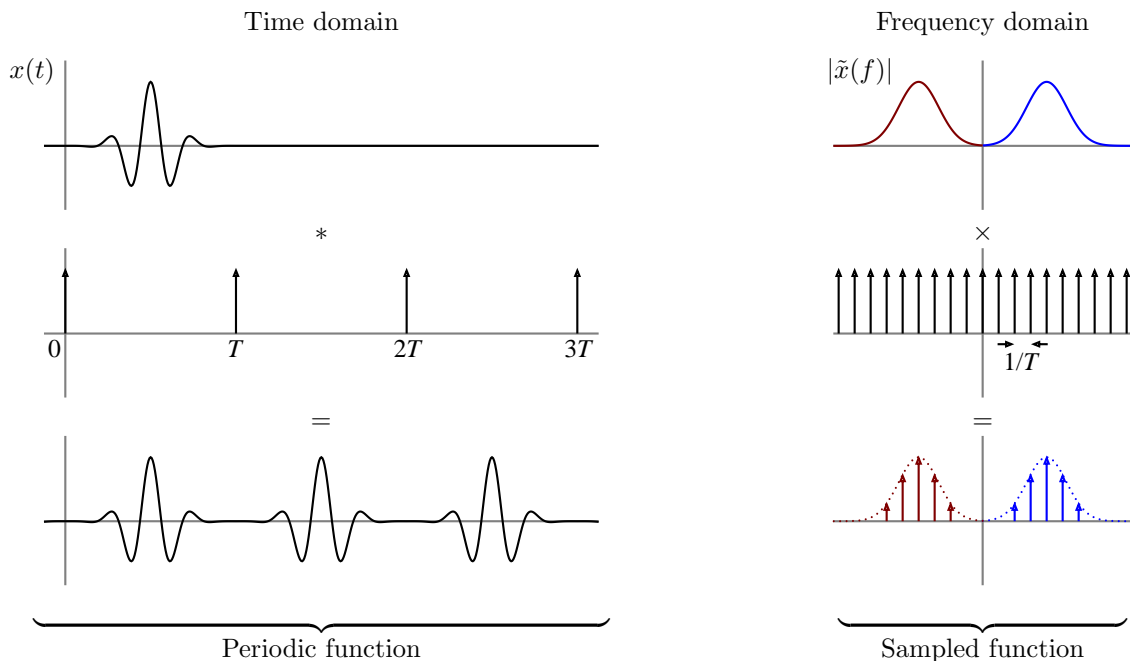 Time domain
Frequency domain
x(t)
|x̃(f)|
*
×
0
T
2T
3T
1/T
=
=
Periodic function
Sampled function